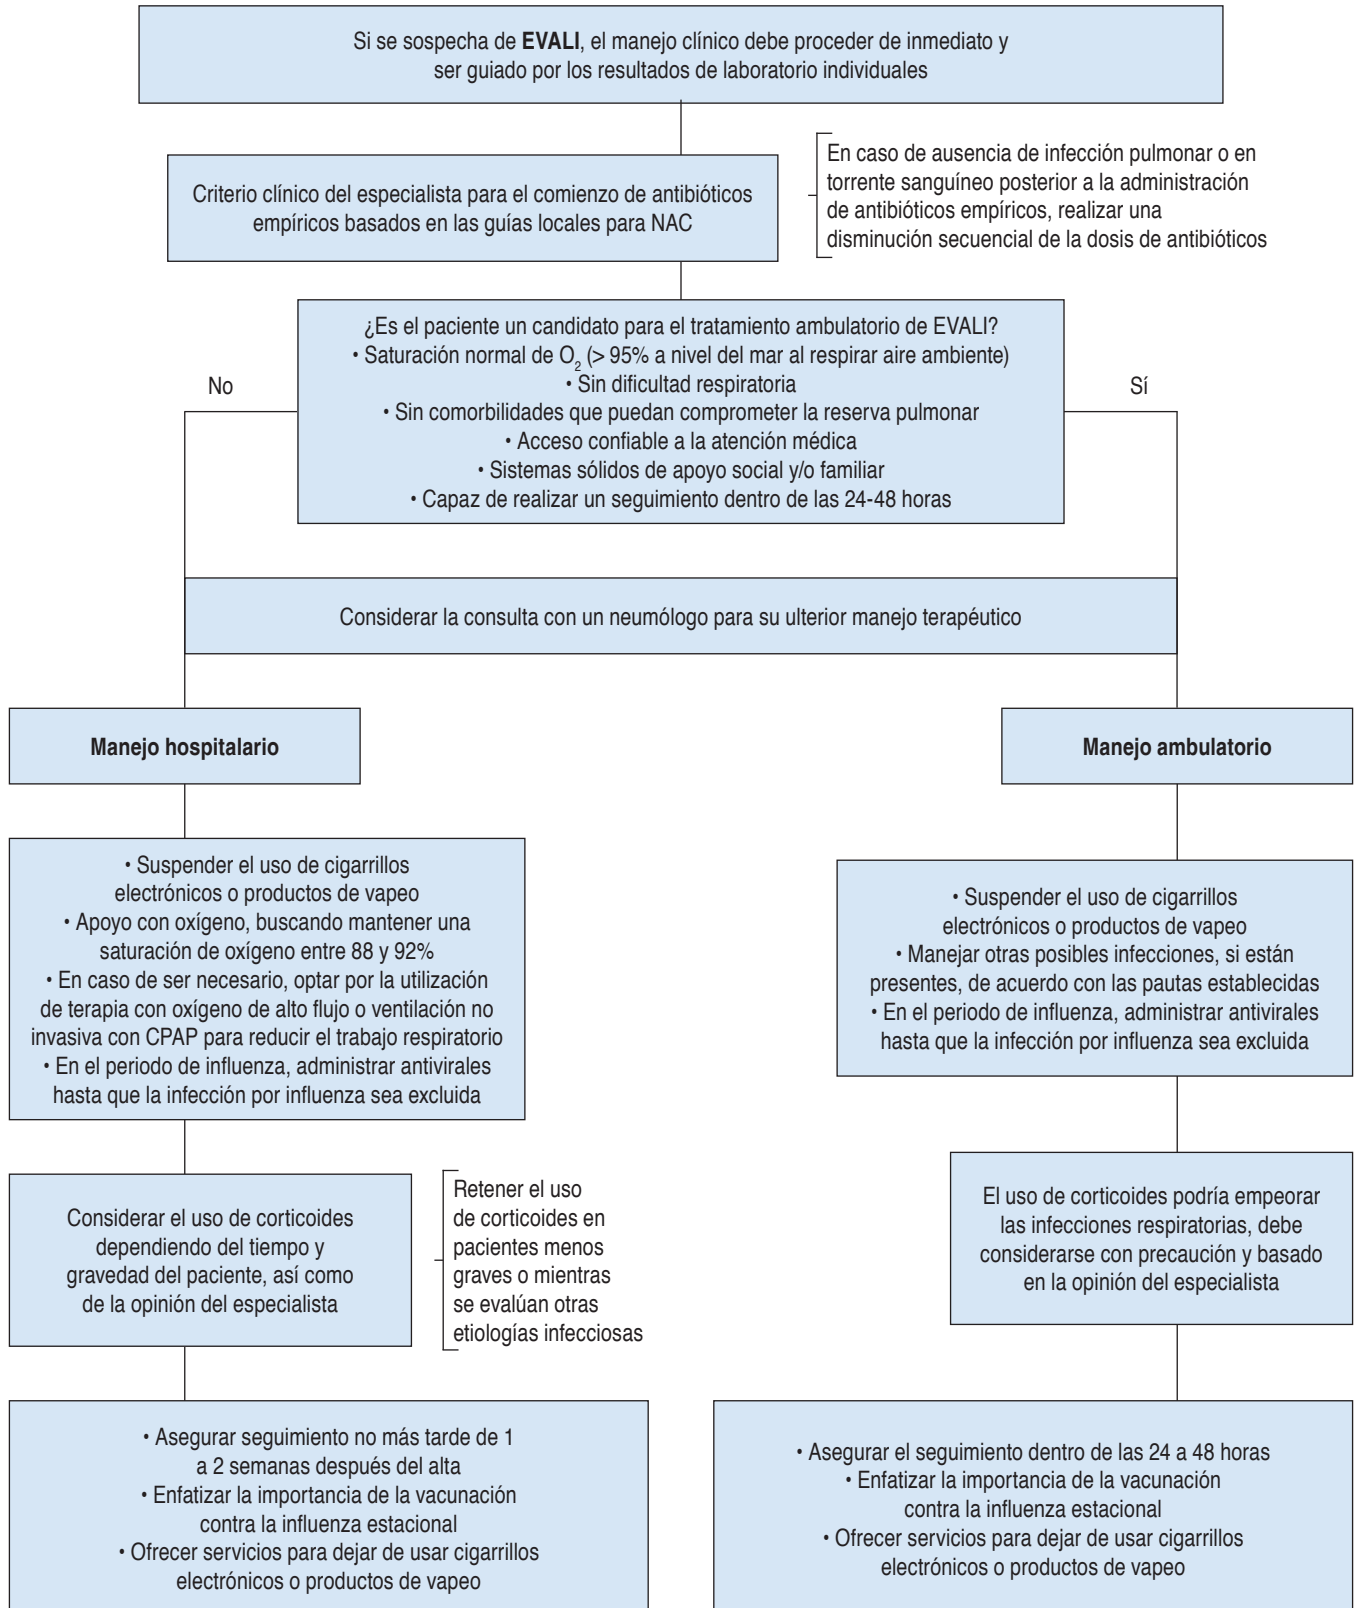 Si se sospecha de EVALI, el manejo clínico debe proceder de inmediato y
ser guiado por los resultados de laboratorio individuales
Criterio clínico del especialista para el comienzo de antibióticos
empíricos basados en las guías locales para NAC
En caso de ausencia de infección pulmonar o en
torrente sanguíneo posterior a la administración
de antibióticos empíricos, realizar una
disminución secuencial de la dosis de antibióticos
¿Es el paciente un candidato para el tratamiento ambulatorio de EVALI?
• Saturación normal de O2 (> 95% a nivel del mar al respirar aire ambiente)
• Sin dificultad respiratoria
• Sin comorbilidades que puedan comprometer la reserva pulmonar
• Acceso confiable a la atención médica
• Sistemas sólidos de apoyo social y/o familiar
• Capaz de realizar un seguimiento dentro de las 24-48 horas
No
Sí
Considerar la consulta con un neumólogo para su ulterior manejo terapéutico
Manejo hospitalario
• Suspender el uso de cigarrillos
electrónicos o productos de vapeo
• Apoyo con oxígeno, buscando mantener una
saturación de oxígeno entre 88 y 92%
• En caso de ser necesario, optar por la utilización
de terapia con oxígeno de alto flujo o ventilación no
invasiva con CPAP para reducir el trabajo respiratorio
• En el periodo de influenza, administrar antivirales
hasta que la infección por influenza sea excluida
Considerar el uso de corticoides
dependiendo del tiempo y
gravedad del paciente, así como
de la opinión del especialista
Retener el uso
de corticoides en
pacientes menos
graves o mientras
se evalúan otras
etiologías infecciosas
• Asegurar seguimiento no más tarde de 1
a 2 semanas después del alta
• Enfatizar la importancia de la vacunación
contra la influenza estacional
• Ofrecer servicios para dejar de usar cigarrillos
electrónicos o productos de vapeo
Manejo ambulatorio
• Suspender el uso de cigarrillos
electrónicos o productos de vapeo
• Manejar otras posibles infecciones, si están
presentes, de acuerdo con las pautas establecidas
• En el periodo de influenza, administrar antivirales
hasta que la infección por influenza sea excluida
El uso de corticoides podría empeorar
las infecciones respiratorias, debe
considerarse con precaución y basado
en la opinión del especialista
• Asegurar el seguimiento dentro de las 24 a 48 horas
• Enfatizar la importancia de la vacunación
contra la influenza estacional
• Ofrecer servicios para dejar de usar cigarrillos
electrónicos o productos de vapeo